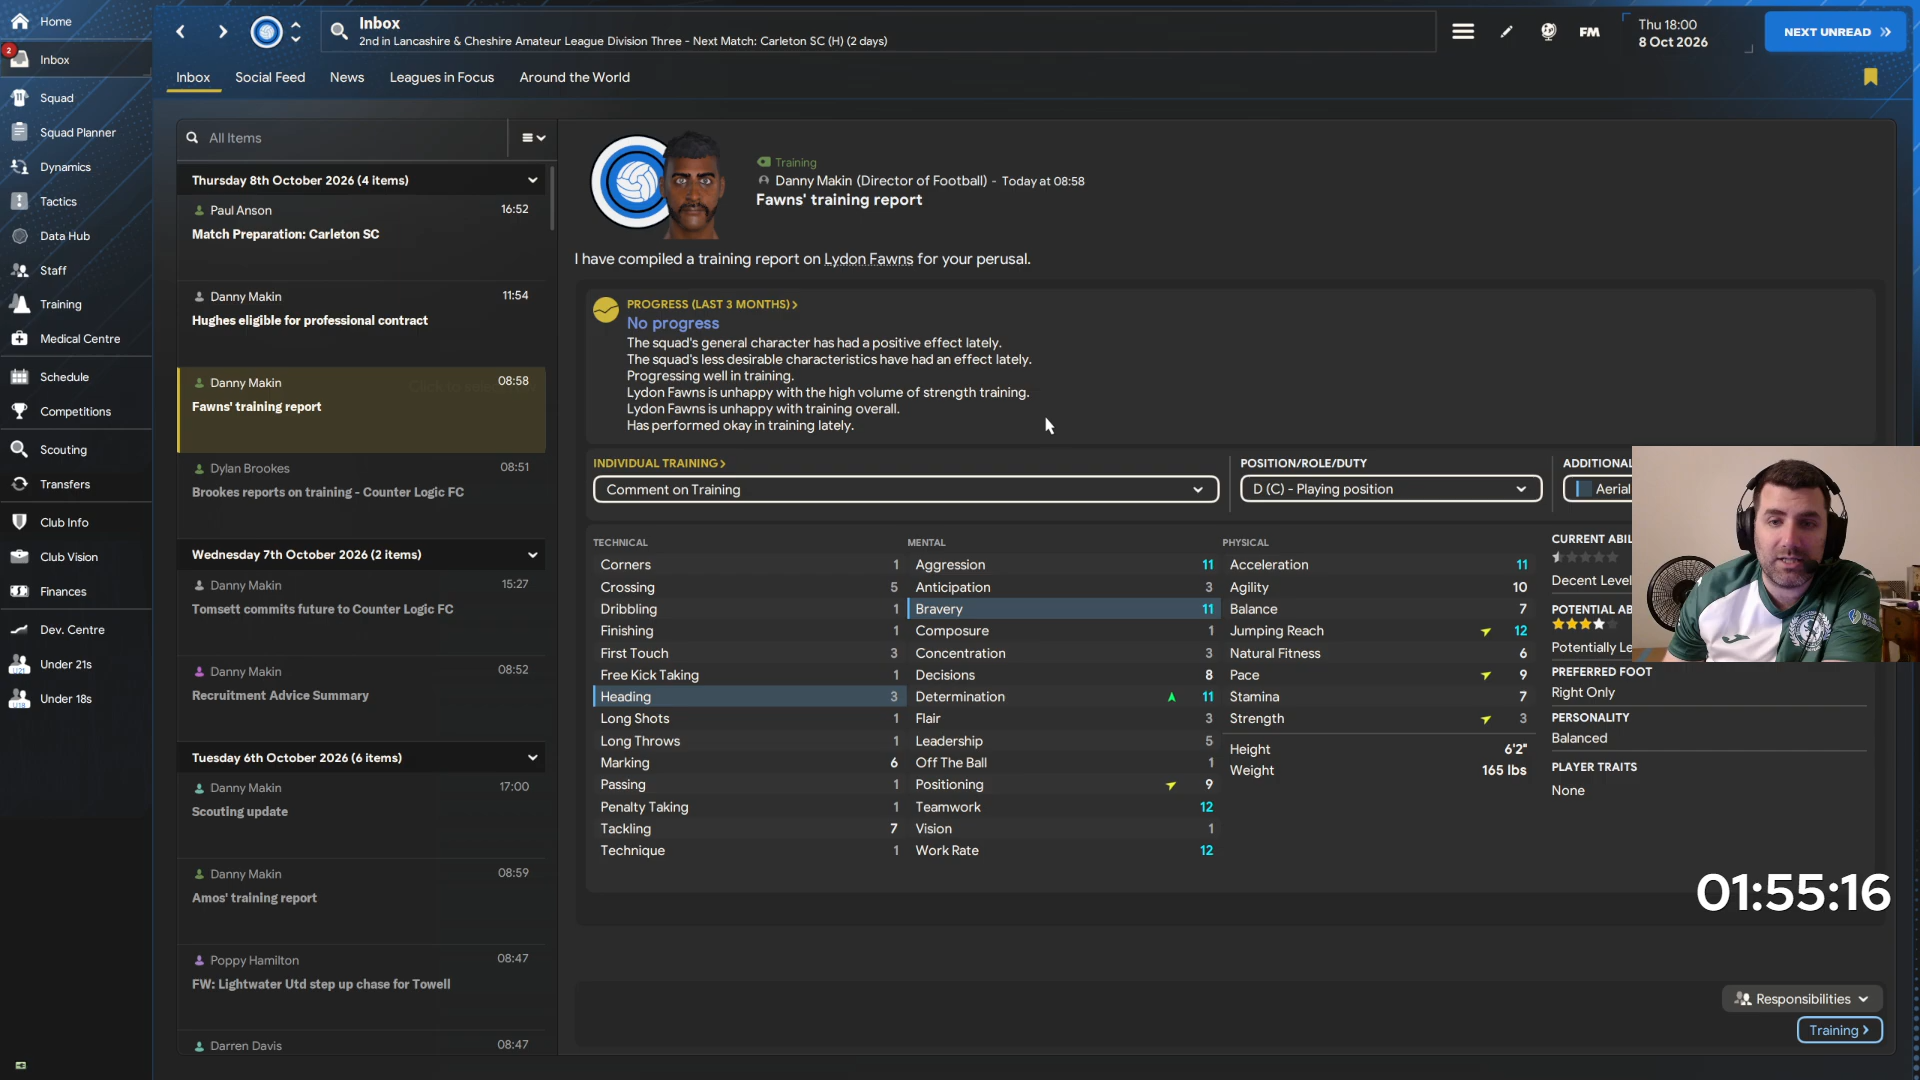 Home
2
Inbox
Squad
Squad Planner
Dynamics
Tactics
Data Hub
Staff
Training
Medical Centre
Schedule
Competitions
Scouting
Transfers
Club Info
Club Vision
Finances
Dev. Centre
Under 21s
Under 18s
Inbox
2nd in Lancashire & Cheshire Amateur League Division Three - Next Match: Carleton SC (H) (2 days)
FM
Thu 18:00
8 Oct 2026
NEXT UNREAD
Inbox
Social Feed
News
Leagues in Focus
Around the World
All Items
Thursday 8th October 2026 (4 items)
Paul Anson 16:52
Match Preparation: Carleton SC
Danny Makin 11:54
Hughes eligible for professional contract
Danny Makin 08:58
Fawns' training report
Dylan Brookes 08:51
Brookes reports on training - Counter Logic FC
Wednesday 7th October 2026 (2 items)
Danny Makin 15:27
Tomsett commits future to Counter Logic FC
Danny Makin 08:52
Recruitment Advice Summary
Tuesday 6th October 2026 (6 items)
Danny Makin 17:00
Scouting update
Danny Makin 08:59
Amos' training report
Poppy Hamilton 08:47
FW: Lightwater Utd step up chase for Towell
Darren Davis 08:47
Training
Danny Makin (Director of Football) - Today at 08:58
Fawns' training report
I have compiled a training report on Lydon Fawns for your perusal.
PROGRESS (LAST 3 MONTHS) >
No progress
The squad's general character has had a positive effect lately.
The squad's less desirable characteristics have had an effect lately.
Progressing well in training.
Lydon Fawns is unhappy with the high volume of strength training.
Lydon Fawns is unhappy with training overall.
Has performed okay in training lately.
INDIVIDUAL TRAINING >
Comment on Training
POSITION/ROLE/DUTY
D (C) - Playing position
ADDITIONAL
Aerial
TECHNICAL
Corners 1
Crossing 5
Dribbling 1
Finishing 1
First Touch 3
Free Kick Taking 1
Heading 3
Long Shots 1
Long Throws 1
Marking 6
Passing 1
Penalty Taking 1
Tackling 7
Technique 1
MENTAL
Aggression 11
Anticipation 3
Bravery 11
Composure 1
Concentration 3
Decisions 8
Determination 11
Flair 3
Leadership 5
Off The Ball 1
Positioning 9
Teamwork 12
Vision 1
Work Rate 12
PHYSICAL
Acceleration 11
Agility 10
Balance 7
Jumping Reach 12
Natural Fitness 6
Pace 9
Stamina 7
Strength 3
Height 6'2"
Weight 165 lbs
CURRENT ABIL
Decent Level
POTENTIAL AB
Potentially Le
PREFERRED FOOT
Right Only
PERSONALITY
Balanced
PLAYER TRAITS
None
01:55:16
Responsibilities
Training >